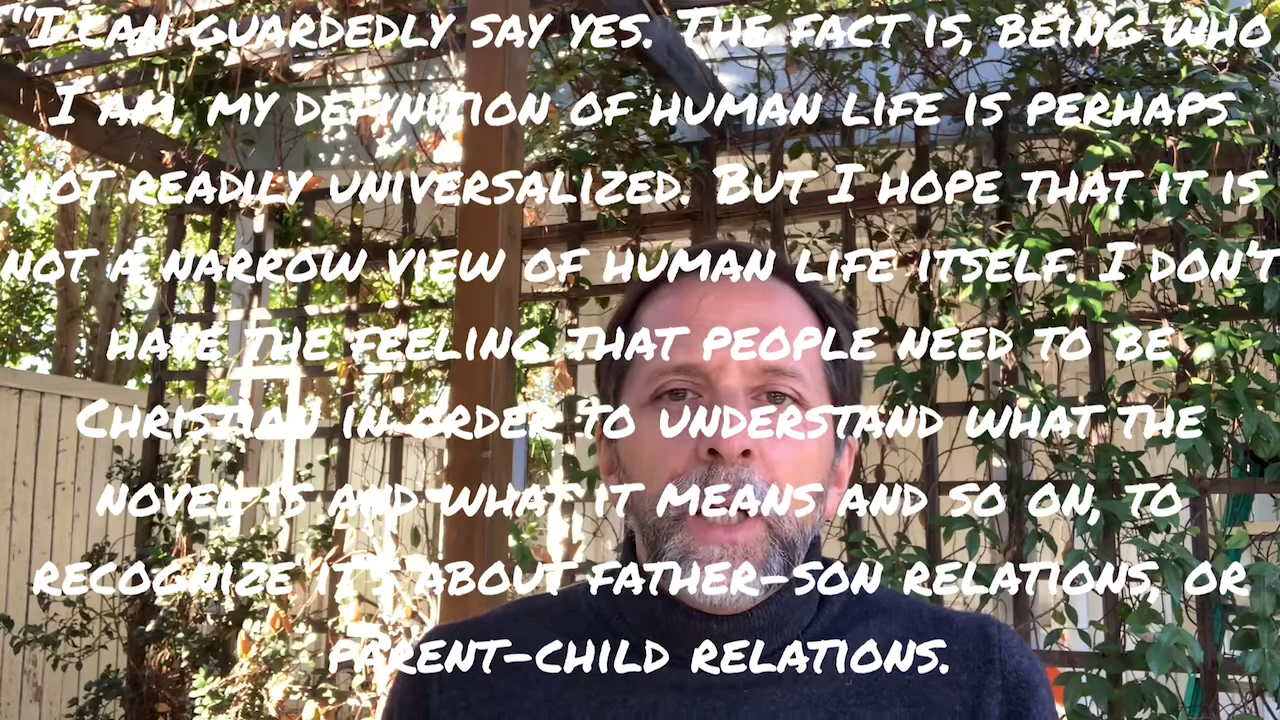 "I can guardedly say yes. The fact is, being who
I am, my definition of human life is perhaps
not readily universalized. But I hope that it is
not a narrow view of human life itself. I don't
have the feeling that people need to be
Christian in order to understand what the
novel is and what it means and so on, to
recognize it's about father-son relations, or
parent-child relations.